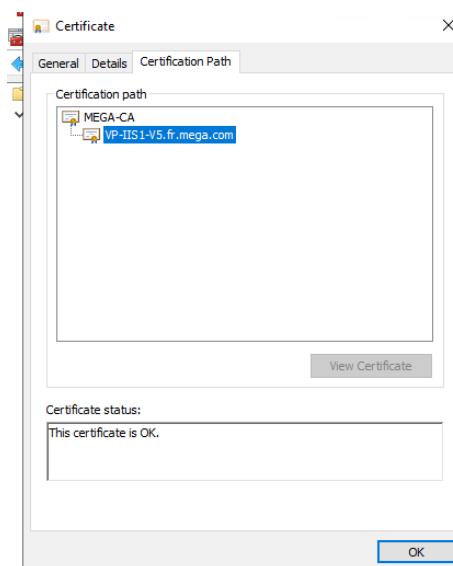 Certificate
General Details Certification Path
Certification path
MEGA-CA
VP-IIS1-V5.fr.mega.com
View Certificate
Certificate status:
This certificate is OK.
OK